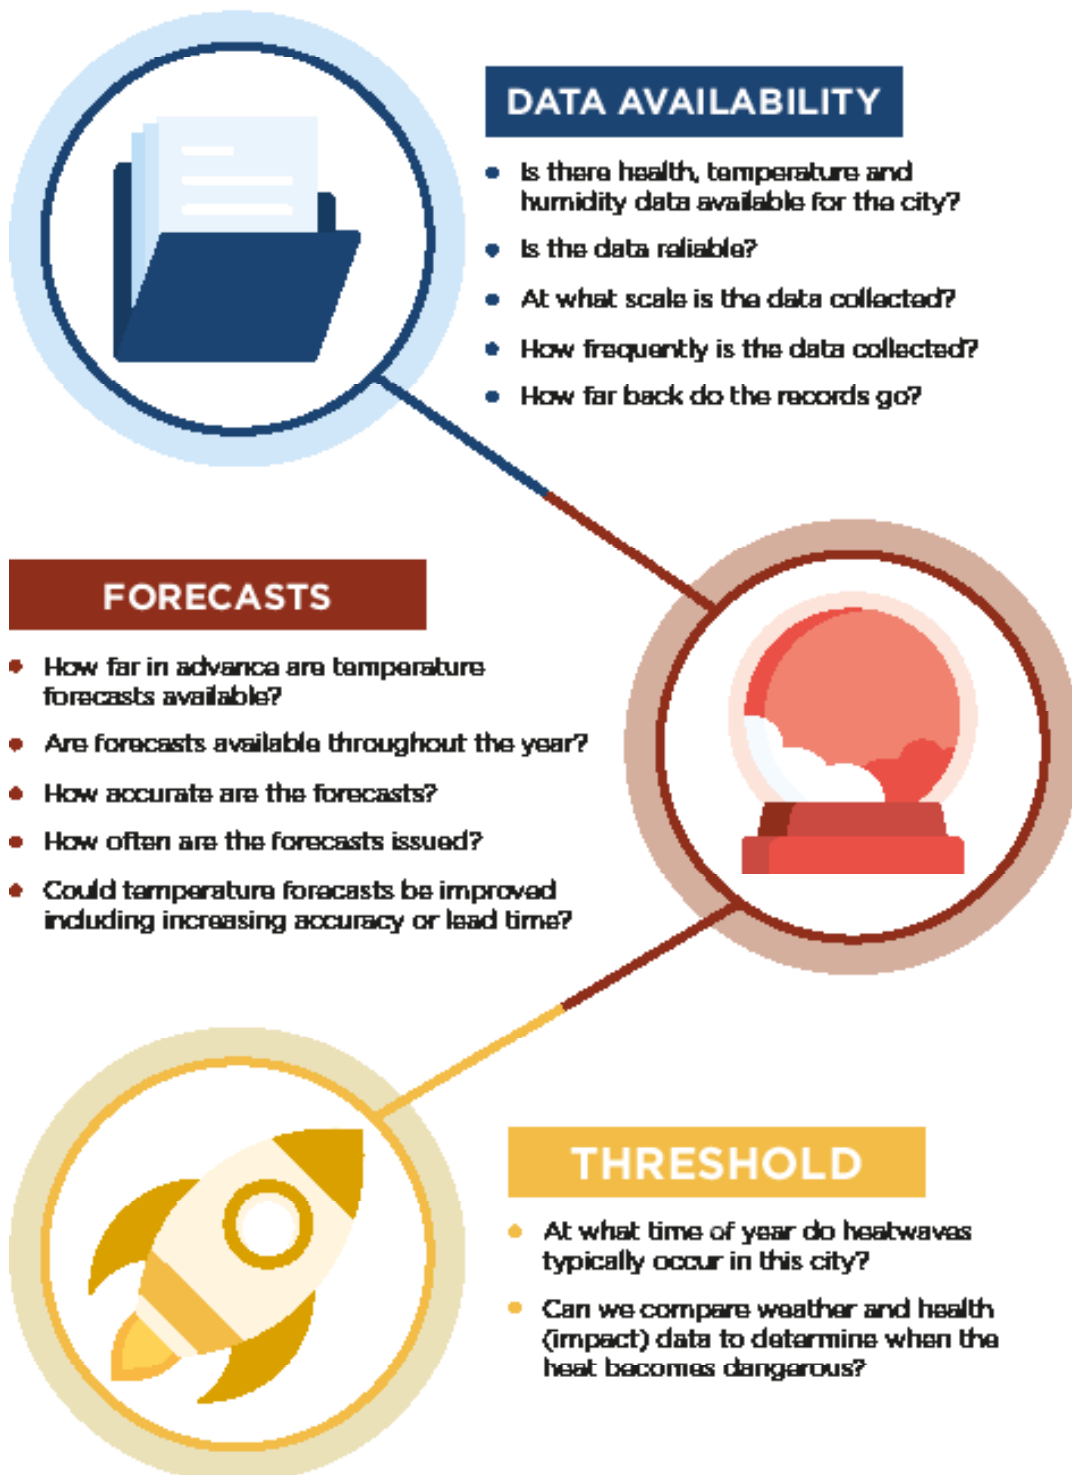 DATA AVAILABILITY
• Is there health, temperature and
humidity data available for the city?
• Is the data reliable?
• At what scale is the data collected?
• How frequently is the data collected?
• How far back do the records go?
FORECASTS
• How far in advance are temperature
forecasts available?
• Are forecasts available throughout the year?
• How accurate are the forecasts?
• How often are the forecasts issued?
• Could temperature forecasts be improved
including increasing accuracy or lead time?
THRESHOLD
• At what time of year do heatwaves
typically occur in this city?
• Can we compare weather and health
(impact) data to determine when the
heat becomes dangerous?